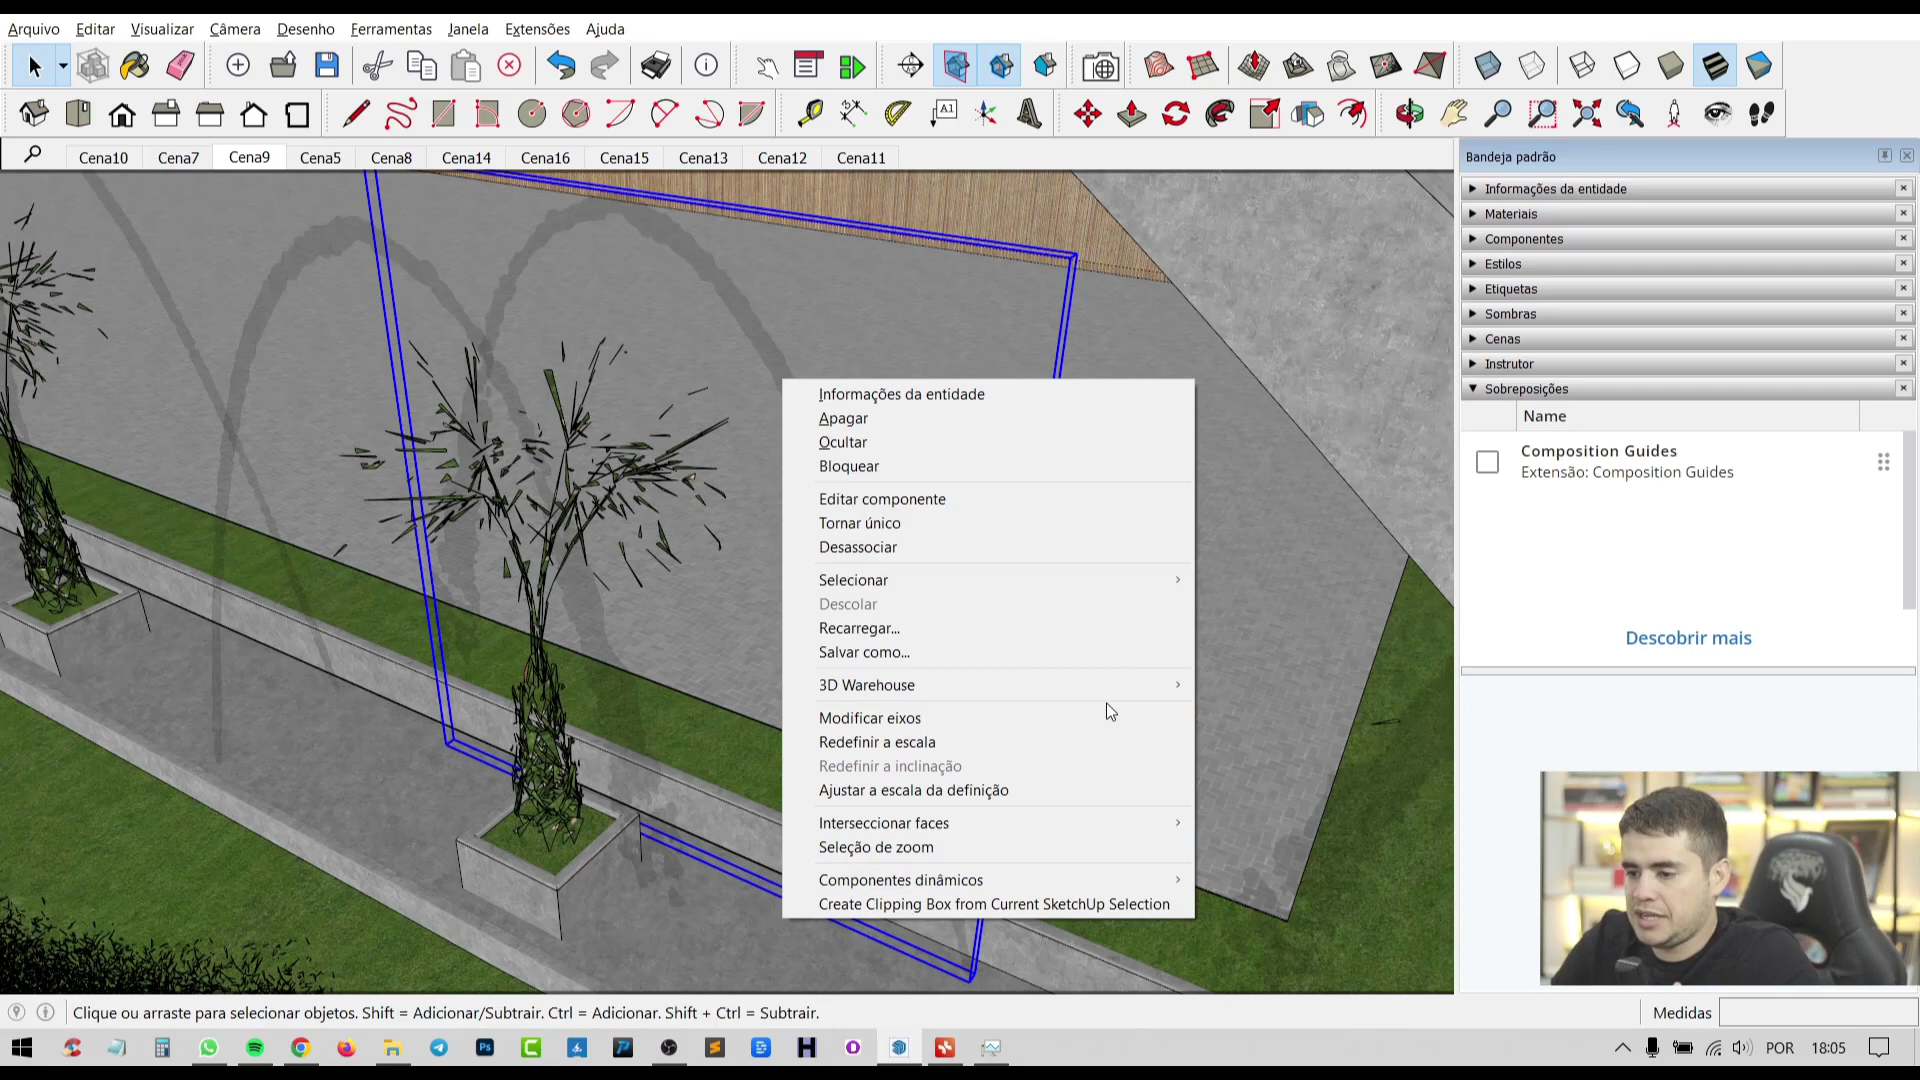 Arquivo Editar Visualizar Câmera Desenho Ferramentas Janela Extensões Ajuda
A1
Cena10 Cena7 Cena9 Cena5 Cena8 Cena14 Cena16 Cena15 Cena13 Cena12 Cena11
Bandeja padrão
Informações da entidade
Materiais
Componentes
Estilos
Etiquetas
Sombras
Cenas
Instrutor
Sobreposições
Name
Composition Guides
Extensão: Composition Guides
Descobrir mais
Informações da entidade
Apagar
Ocultar
Bloquear
Editar componente
Tornar único
Desassociar
Selecionar
Descolar
Recarregar...
Salvar como...
3D Warehouse
Modificar eixos
Redefinir a escala
Redefinir a inclinação
Ajustar a escala da definição
Interseccionar faces
Seleção de zoom
Componentes dinâmicos
Create Clipping Box from Current SketchUp Selection
Clique ou arraste para selecionar objetos. Shift = Adicionar/Subtrair. Ctrl = Adicionar. Shift + Ctrl = Subtrair.
Medidas
POR 18:05